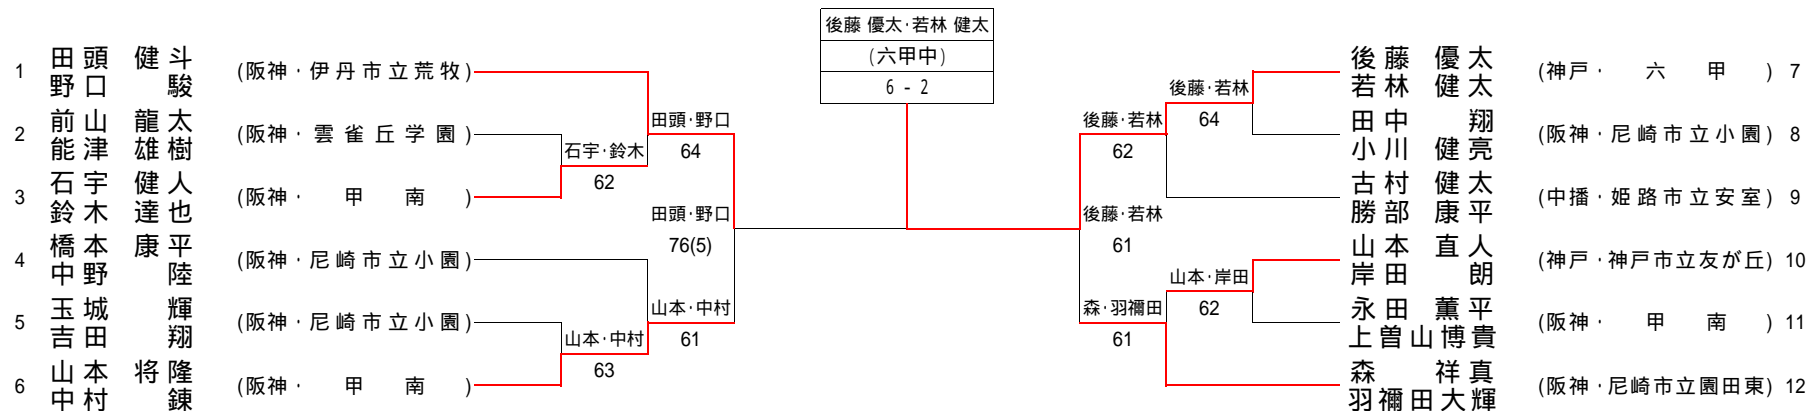 後藤 優太･若林 健太
(六甲中)
6 - 2
1 田頭 健斗 (阪神・伊丹市立荒牧)
野口 駿
2 前山 龍太 (阪神・雲雀丘学園)
能津 雄樹
3 石宇 健人 (阪神・甲南)
鈴木 達也
4 橋本 康平 (阪神・尼崎市立小園)
中野 陸
5 玉城 輝 (阪神・尼崎市立小園)
吉田 翔
6 山本 将隆 (阪神・甲南)
中村 錬
石宇･鈴木
62
山本･中村
63
田頭･野口
64
山本･中村
61
田頭･野口
76(5)
後藤･若林
61
後藤･若林
62
森･羽禰田
61
後藤･若林
64
山本･岸田
62
後藤 優太 (神戸・六甲) 7
若林 健太
田中 翔 (阪神・尼崎市立小園) 8
小川 健亮
古村 健太 (中播・姫路市立安室) 9
勝部 康平
山本 直人 (神戸・神戸市立友が丘) 10
岸田 朗
永田 薫平 (阪神・甲南) 11
上曽山博貴
森 祥真 (阪神・尼崎市立園田東) 12
羽禰田大輝